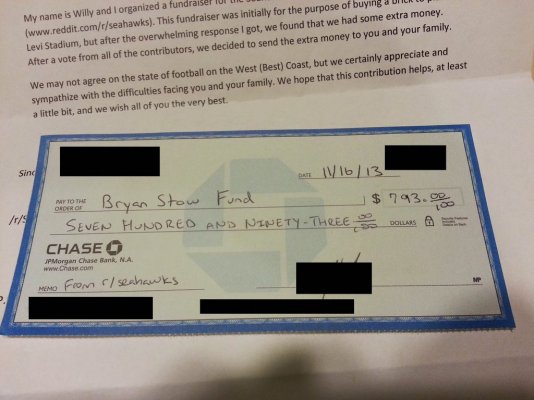 My name is Willy and I organized a fundraiser for the
(www.reddit.com/r/seahawks). This fundraiser was initially for the purpose of buying a brick
Levi Stadium, but after the overwhelming response I got, we found that we had some extra money.
After a vote from all of the contributors, we decided to send the extra money to you and your family.
We may not agree on the state of football on the West (Best) Coast, but we certainly appreciate and
sympathize with the difficulties facing you and your family. We hope that this contribution helps, at least
a little bit, and we wish all of you the very best.
Sinc
DATE 11/16/13
PAY TO THE
ORDER OF Bryan Stow Fund $ 793.00/100
/r/S
SEVEN HUNDRED AND NINETY-THREE 00/100 DOLLARS
CHASE
JPMorgan Chase Bank, N.A.
www.Chase.com
MEMO From r/seahawks
MP